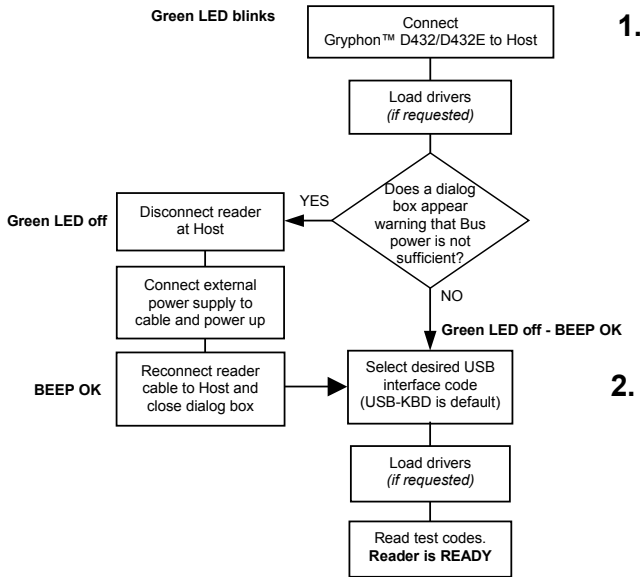 Green LED blinks
Connect
Gryphon™ D432/D432E to Host
1.
Load drivers
(if requested)
Does a dialog
box appear
warning that Bus
power is not
sufficient?
YES
Disconnect reader
at Host
Green LED off
Connect external
power supply to
cable and power up
NO
Green LED off - BEEP OK
BEEP OK
Reconnect reader
cable to Host and
close dialog box
Select desired USB
interface code
(USB-KBD is default)
2.
Load drivers
(if requested)
Read test codes.
Reader is READY